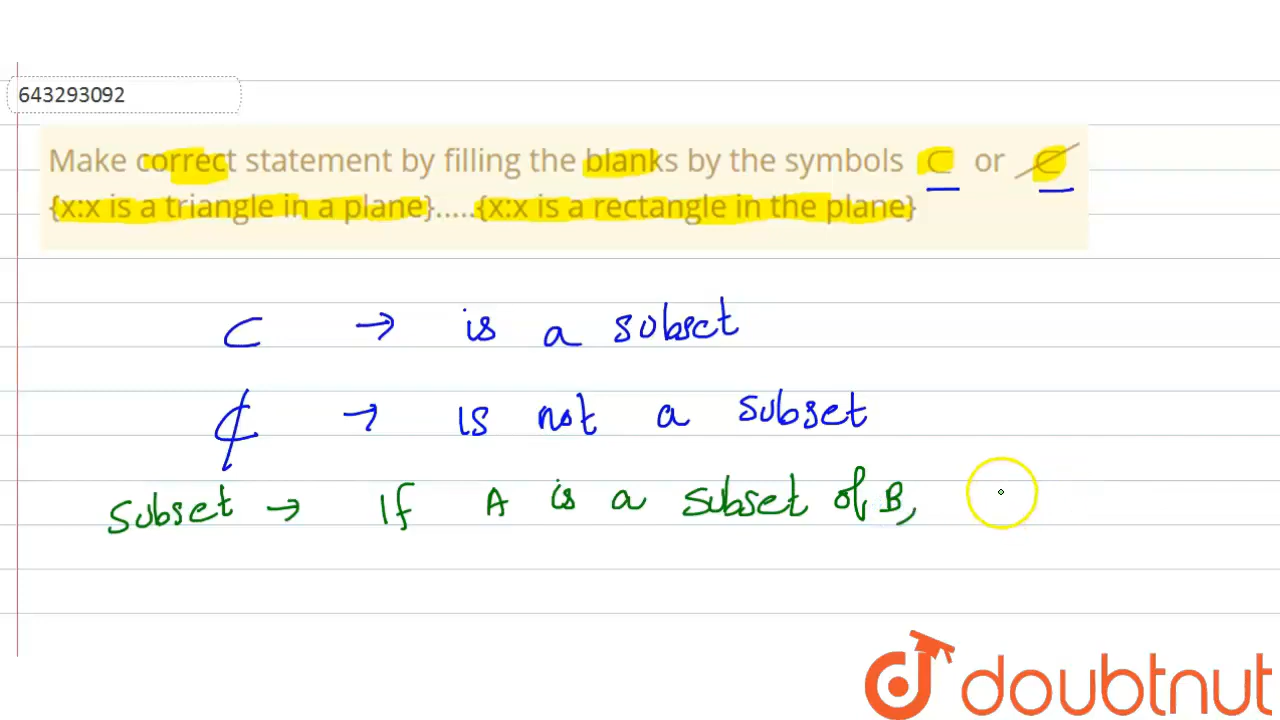 643293092
Make correct statement by filling the blanks by the symbols ⊂ or ⊄
{x:x is a triangle in a plane}.....{x:x is a rectangle in the plane}
⊂ → is a subset
⊄ → is not a subset
Subset → If A is a subset of B,
doubtnut